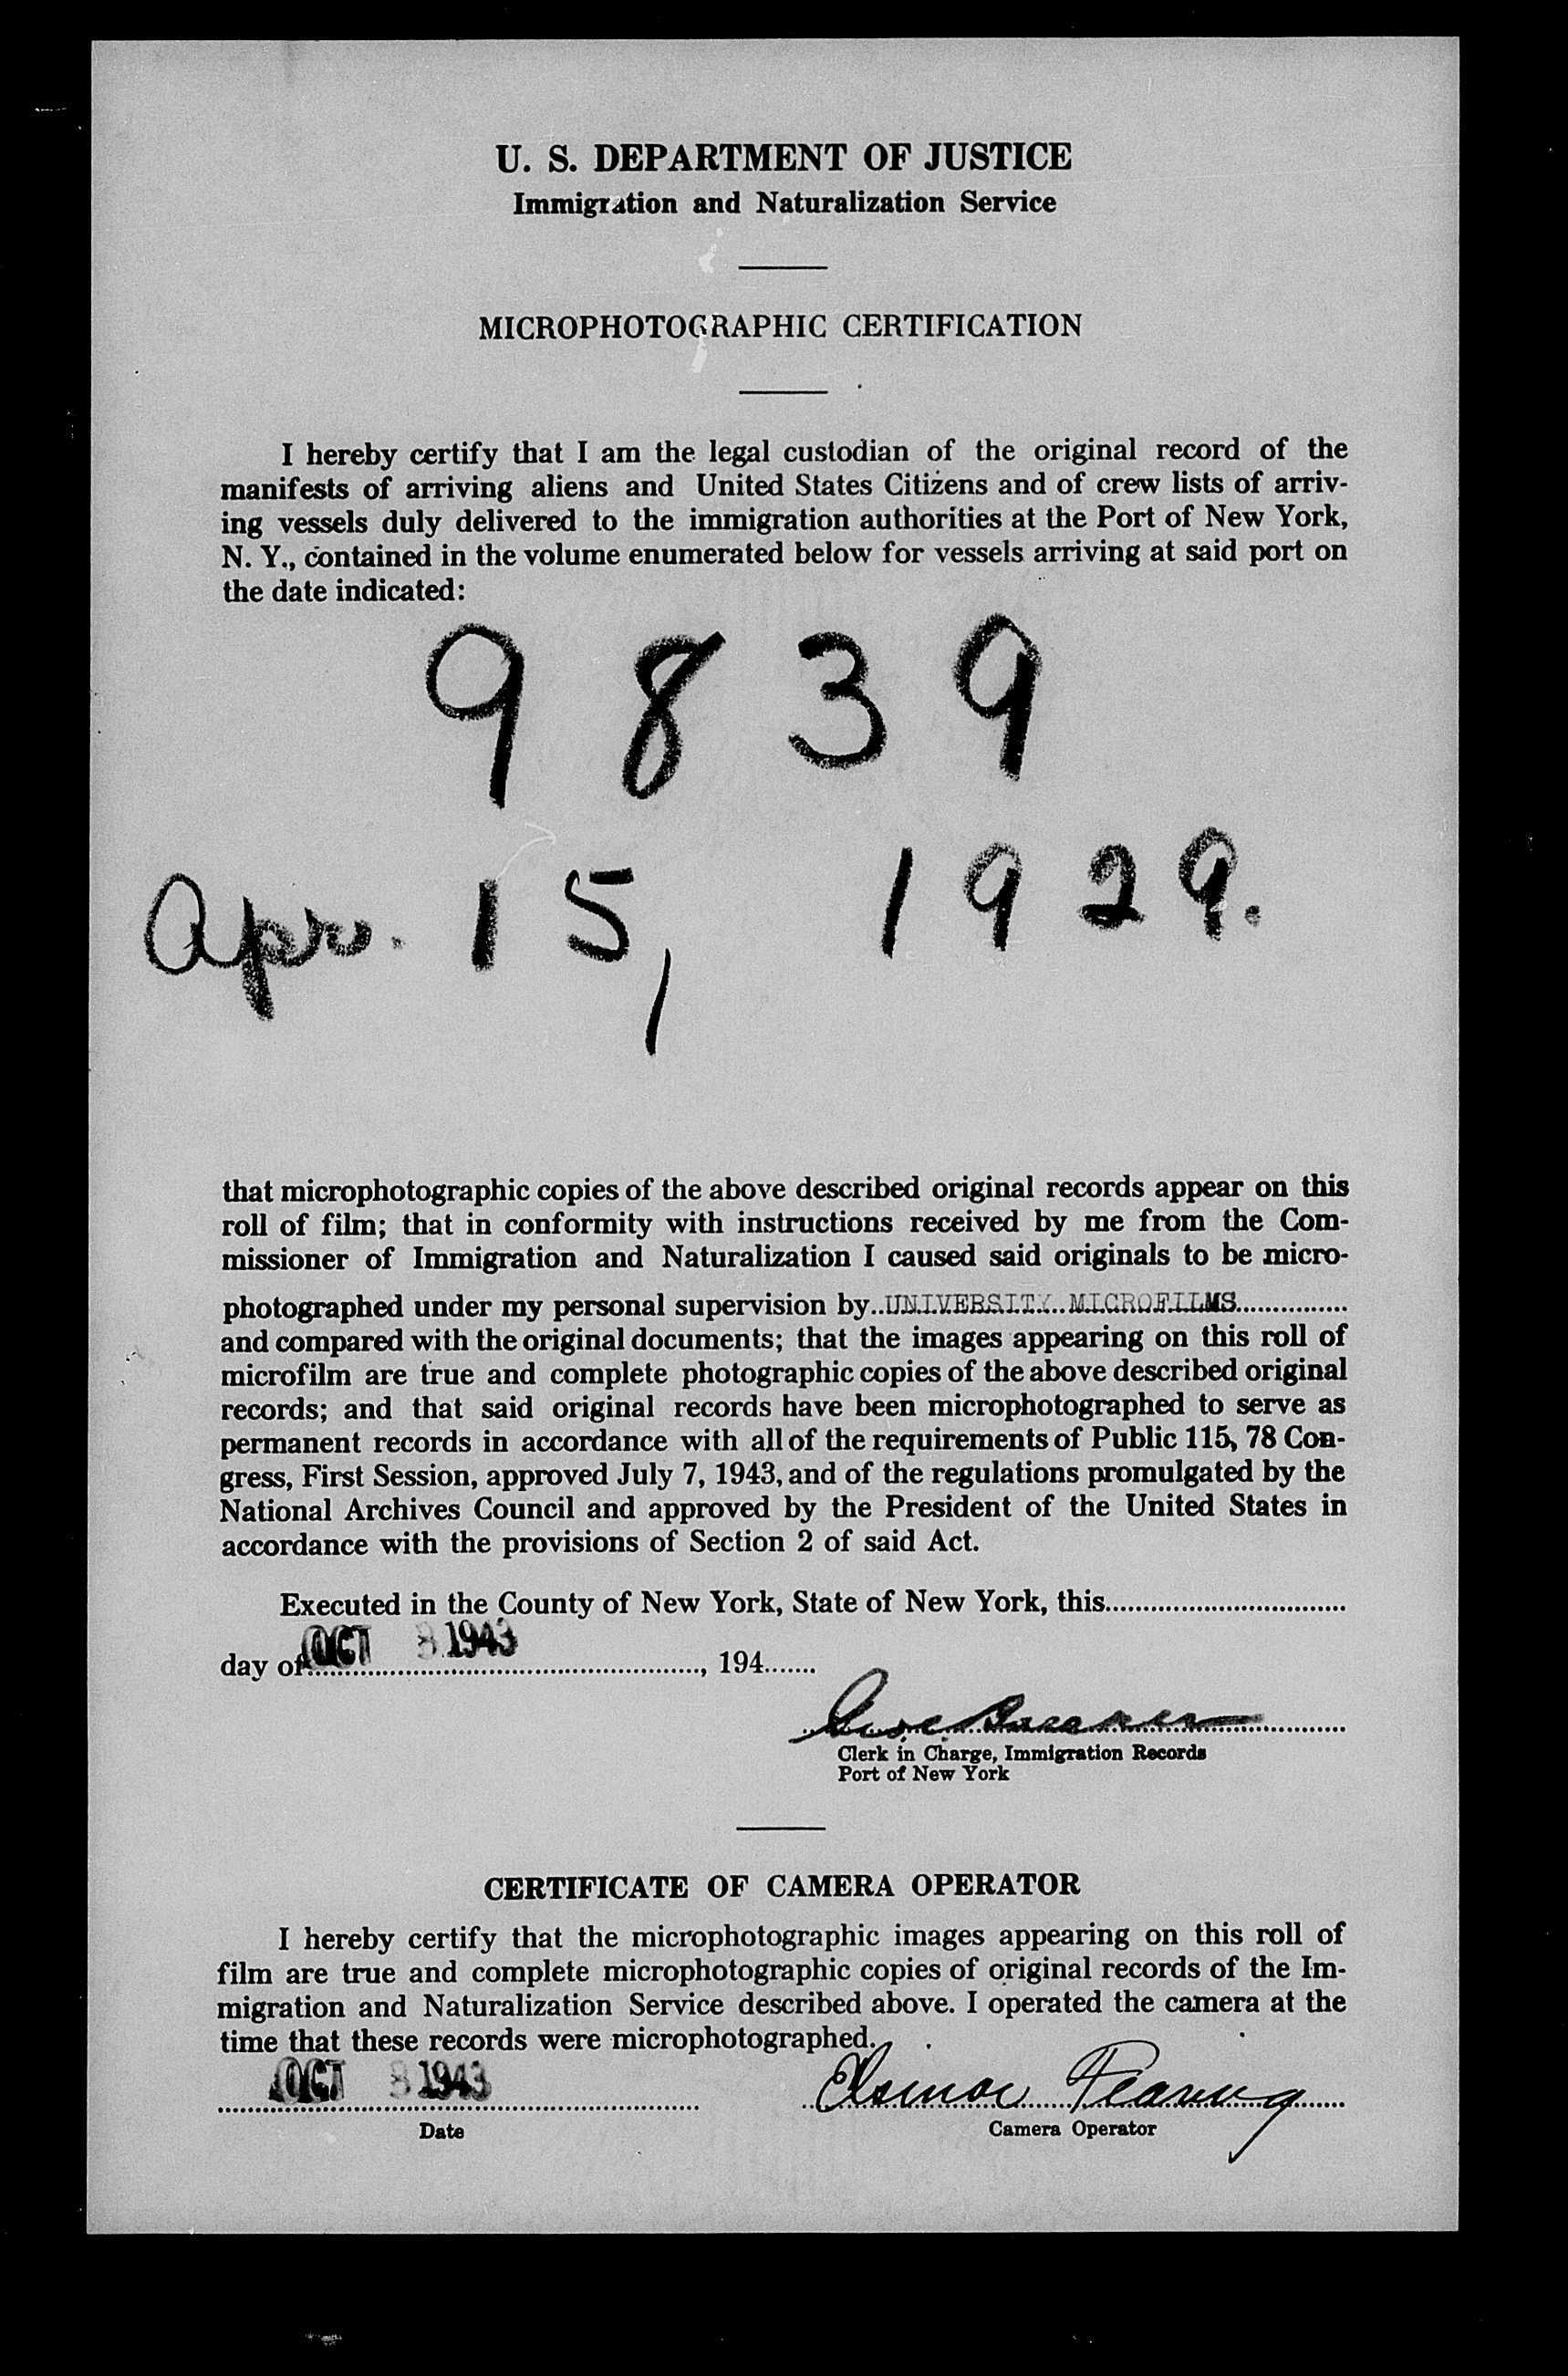 U. S. DEPARTMENT OF JUSTICE
Immigration and Naturalization Service
MICROPHOTOGRAPHIC CERTIFICATION
I hereby certify that I am the legal custodian of the original record of the
manifests of arriving aliens and United States Citizens and of crew lists of arriv-
ing vessels duly delivered to the immigration authorities at the Port of New York,
N. Y., contained in the volume enumerated below for vessels arriving at said port on
the date indicated:
9839
Apr. 15, 1929.
that microphotographic copies of the above described original records appear on this
roll of film; that in conformity with instructions received by me from the Com-
missioner of Immigration and Naturalization I caused said originals to be micro-
photographed under my personal supervision by UNIVERSITY MICROFILMS
and compared with the original documents; that the images appearing on this roll of
microfilm are true and complete photographic copies of the above described original
records; and that said original records have been microphotographed to serve as
permanent records in accordance with all of the requirements of Public 115, 78 Con-
gress, First Session, approved July 7, 1943, and of the regulations promulgated by the
National Archives Council and approved by the President of the United States in
accordance with the provisions of Section 2 of said Act.
Executed in the County of New York, State of New York, this
day of OCT 8 1943, 194
Clerk in Charge, Immigration Records
Port of New York
CERTIFICATE OF CAMERA OPERATOR
I hereby certify that the microphotographic images appearing on this roll of
film are true and complete microphotographic copies of original records of the Im-
migration and Naturalization Service described above. I operated the camera at the
time that these records were microphotographed.
OCT 8 1943
Date
Camera Operator